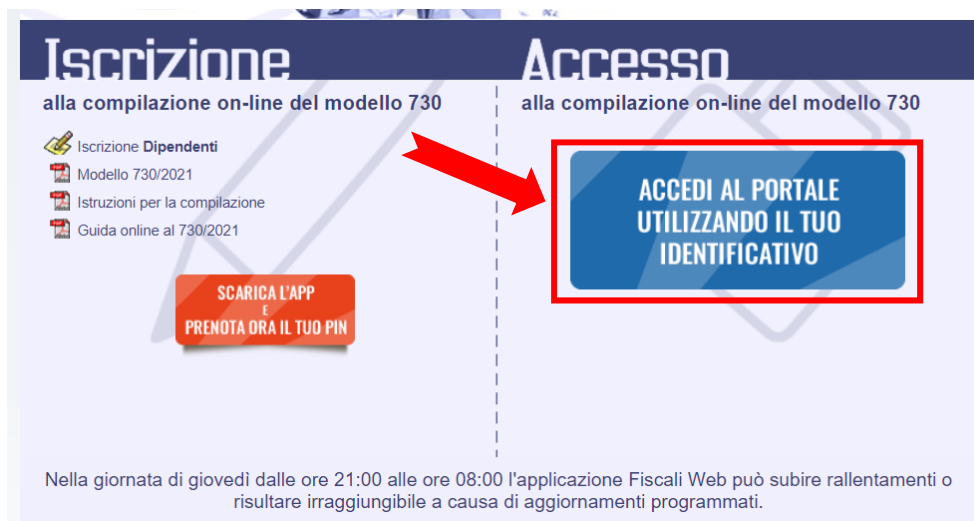 Iscrizione
alla compilazione on-line del modello 730
Iscrizione Dipendenti
Modello 730/2021
Istruzioni per la compilazione
Guida online al 730/2021
SCARICA L'APP
E
PRENOTA ORA IL TUO PIN
Accesso
alla compilazione on-line del modello 730
ACCEDI AL PORTALE
UTILIZZANDO IL TUO
IDENTIFICATIVO
Nella giornata di giovedì dalle ore 21:00 alle ore 08:00 l'applicazione Fiscali Web può subire rallentamenti o
risultare irraggiungibile a causa di aggiornamenti programmati.